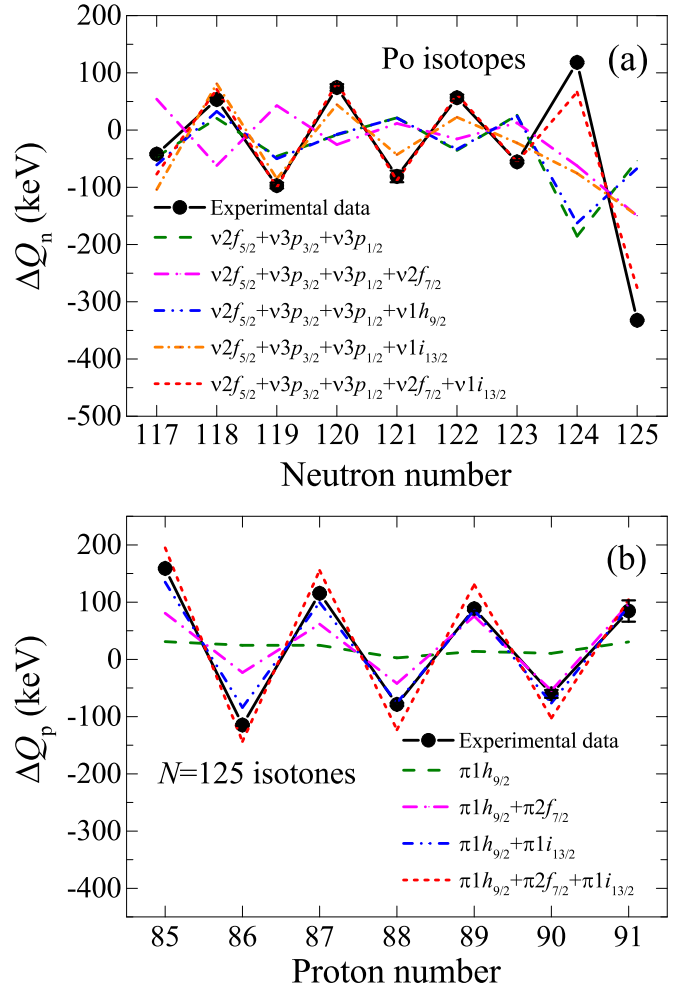 200
100
0
-100
-200
-300
-400
-500
ΔQn (keV)
Po isotopes
(a)
Experimental data
ν2f5/2+ν3p3/2+ν3p1/2
ν2f5/2+ν3p3/2+ν3p1/2+ν2f7/2
ν2f5/2+ν3p3/2+ν3p1/2+ν1h9/2
ν2f5/2+ν3p3/2+ν3p1/2+ν1i13/2
ν2f5/2+ν3p3/2+ν3p1/2+ν2f7/2+ν1i13/2
117 118 119 120 121 122 123 124 125
Neutron number
200
100
0
-100
-200
-300
-400
ΔQp (keV)
(b)
N=125 isotones
Experimental data
π1h9/2
π1h9/2+π2f7/2
π1h9/2+π1i13/2
π1h9/2+π2f7/2+π1i13/2
85 86 87 88 89 90 91
Proton number